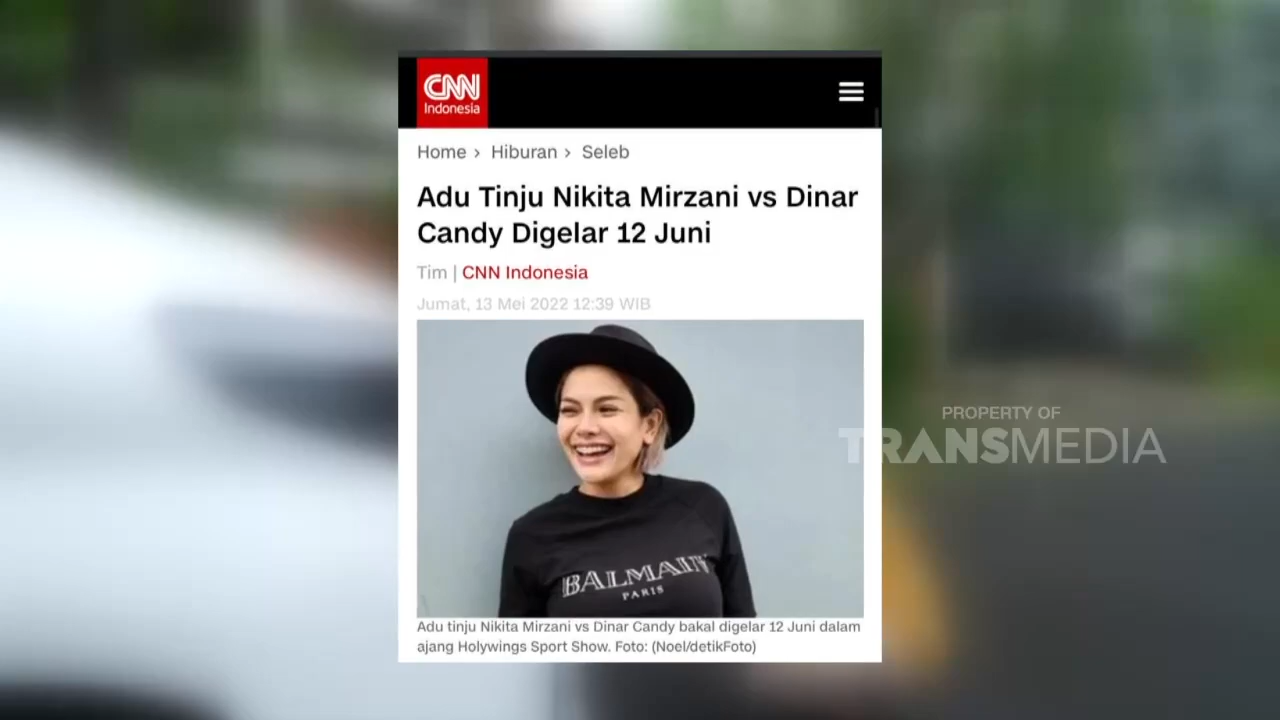 CNN
Indonesia
Home › Hiburan › Seleb
Adu Tinju Nikita Mirzani vs Dinar
Candy Digelar 12 Juni
Tim | CNN Indonesia
Jumat, 13 Mei 2022 12:39 WIB
BALMAIN
PARIS
Adu tinju Nikita Mirzani vs Dinar Candy bakal digelar 12 Juni dalam
ajang Holywings Sport Show. Foto: (Noel/detikFoto)
PROPERTY OF
TRANSMEDIA